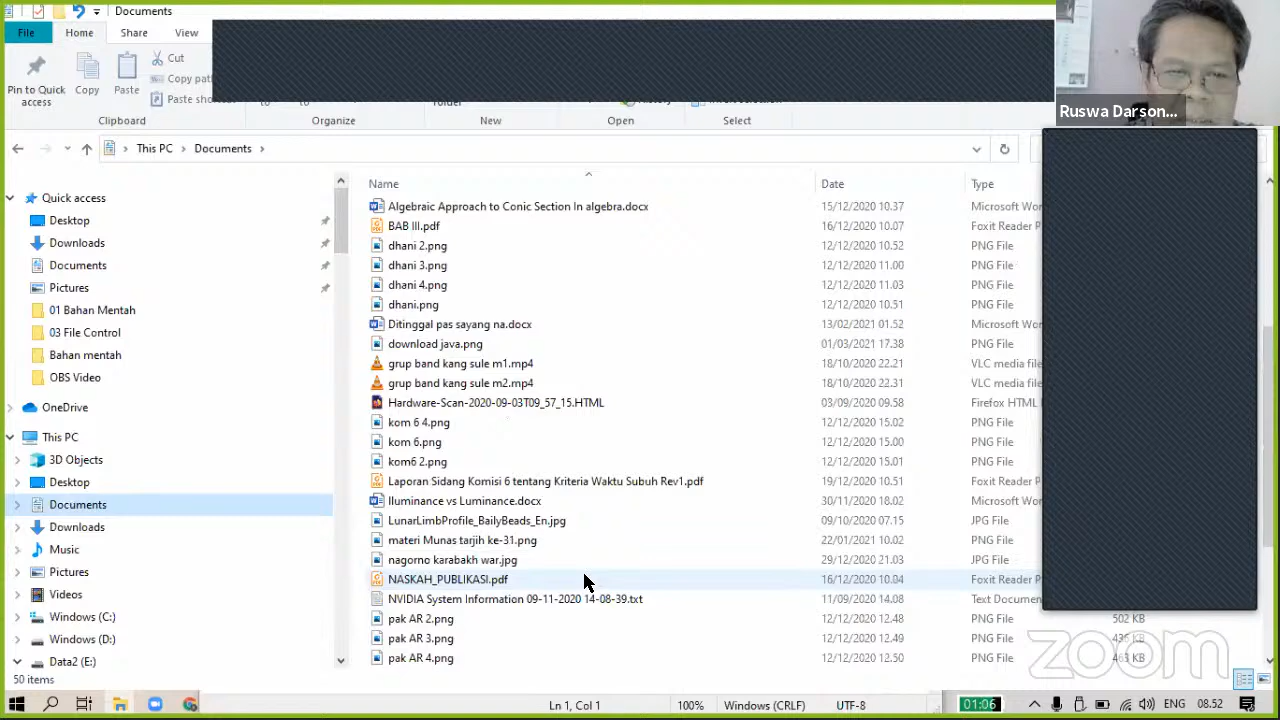 Documents
File Home Share View
Cut
Copy path
Pin to Quick access Copy Paste
Clipboard Organize New Open Select
Ruswa Darson...
This PC Documents
Name Date Type
Quick access
Desktop
Downloads
Documents
Pictures
01 Bahan Mentah
03 File Control
Bahan mentah
OBS Video
OneDrive
This PC
3D Objects
Desktop
Documents
Downloads
Music
Pictures
Videos
Windows (C:)
Windows (D:)
Data2 (E:)
Algebraic Approach to Conic Section In algebra.docx 15/12/2020 10.37 Microsoft Wor
BAB III.pdf 16/12/2020 10.07 Foxit Reader P
dhani 2.png 12/12/2020 10.52 PNG File
dhani 3.png 12/12/2020 11.00 PNG File
dhani 4.png 12/12/2020 11.03 PNG File
dhani.png 12/12/2020 10.51 PNG File
Ditinggal pas sayang na.docx 13/02/2021 01.52 Microsoft Wor
download java.png 01/03/2021 17.38 PNG File
grup band kang sule m1.mp4 18/10/2020 22.21 VLC media file
grup band kang sule m2.mp4 18/10/2020 22.31 VLC media file
Hardware-Scan-2020-09-03T09_57_15.HTML 03/09/2020 09.58 Firefox HTML
kom 6 4.png 12/12/2020 15.02 PNG File
kom 6.png 12/12/2020 15.00 PNG File
kom6 2.png 12/12/2020 15.01 PNG File
Laporan Sidang Komisi 6 tentang Kriteria Waktu Subuh Rev1.pdf 19/12/2020 10.51 Foxit Reader P
Iluminance vs Luminance.docx 30/11/2020 18.02 Microsoft Wor
LunarLimbProfile_BailyBeads_En.jpg 09/10/2020 07.15 JPG File
materi Munas tarjih ke-31.png 22/01/2021 10.02 PNG File
nagorno karabakh war.jpg 29/12/2020 21.03 JPG File
NASKAH_PUBLIKASI.pdf 16/12/2020 10.04 Foxit Reader P
NVIDIA System Information 09-11-2020 14-08-39.txt 11/09/2020 14.08 Text Documen
pak AR 2.png 12/12/2020 12.48 PNG File 502 KB
pak AR 3.png 12/12/2020 12.49 PNG File
pak AR 4.png 12/12/2020 12.50 PNG File 463 KB
zoom
50 items
Ln 1, Col 1 100% Windows (CRLF) UTF-8 01:06 ENG 08.52